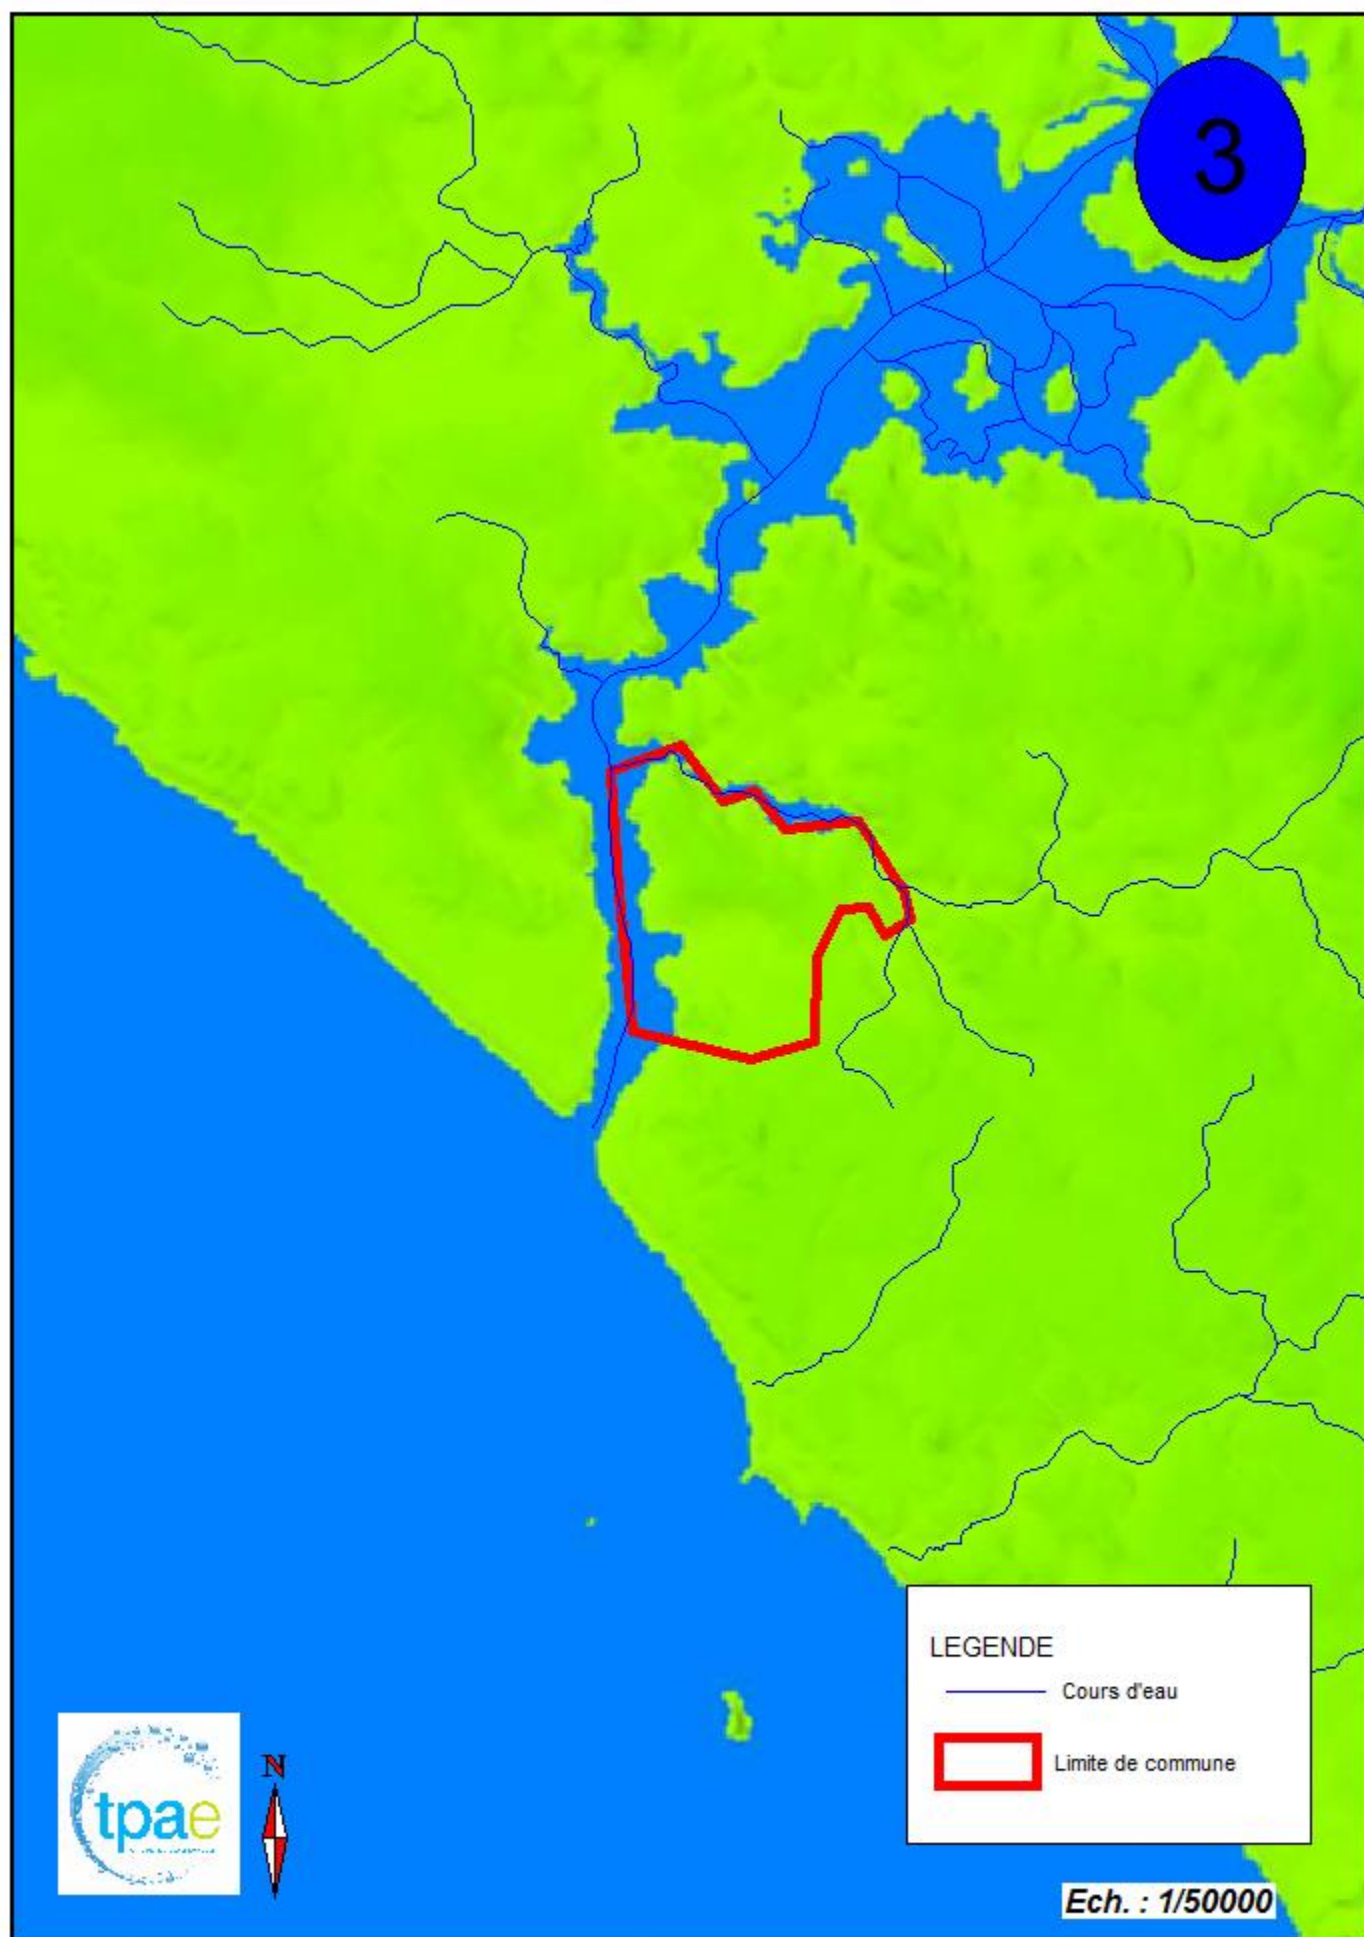 3
LEGENDE
Cours d'eau
Limite de commune
tpae
N
Ech. : 1/50000